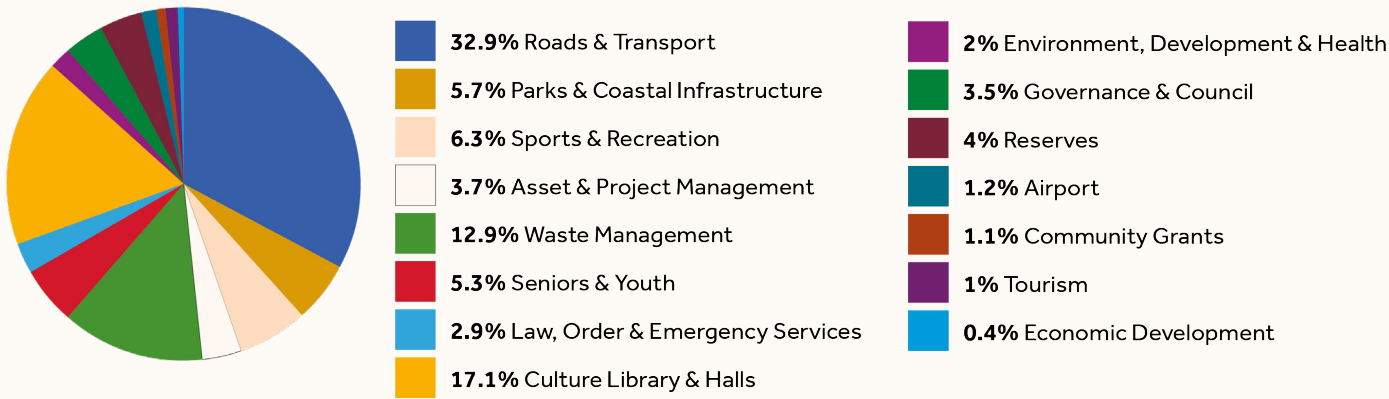 32.9% Roads & Transport
5.7% Parks & Coastal Infrastructure
6.3% Sports & Recreation
3.7% Asset & Project Management
12.9% Waste Management
5.3% Seniors & Youth
2.9% Law, Order & Emergency Services
17.1% Culture Library & Halls
2% Environment, Development & Health
3.5% Governance & Council
4% Reserves
1.2% Airport
1.1% Community Grants
1% Tourism
0.4% Economic Development